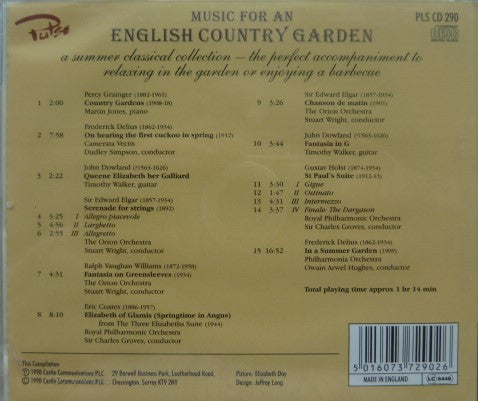 Pulse
MUSIC FOR AN
ENGLISH COUNTRY GARDEN
PLS CD 290
COMPACT
disc
DIGITAL AUDIO
a summer classical collection – the perfect accompaniment to
relaxing in the garden or enjoying a barbecue
Percy Grainger (1882-1961)
1 2:00 Country Gardens (1908-18)
Martin Jones, piano
Frederick Delius (1862-1934)
2 7:58 On hearing the first cuckoo in spring (1912)
Camerata Vectis
Dudley Simpson, conductor
John Dowland (?1563-1626)
3 2:22 Queene Elizabeth her Galliard
Timothy Walker, guitar
Sir Edward Elgar (1857-1934)
Serenade for strings (1892)
4 3:25 I Allegro piacevole
5 4:56 II Larghetto
6 2:55 III Allegretto
The Orion Orchestra
Stuart Wright, conductor
Ralph Vaughan Williams (1872-1958)
7 4:31 Fantasia on Greensleeves (1934)
The Orion Orchestra
Stuart Wright, conductor
Eric Coates (1886-1957)
8 8:10 Elizabeth of Glamis (Springtime in Angus)
from The Three Elizabeths Suite (1944)
Royal Philharmonic Orchestra
Sir Charles Groves, conductor
Sir Edward Elgar (1857-1934)
9 3:26 Chanson de matin (1901)
The Orion Orchestra
Stuart Wright, conductor
John Dowland (?1563-1626)
10 3:44 Fantasia in G
Timothy Walker, guitar
Gustav Holst (1874-1934)
St Paul's Suite (1912-13)
11 3:30 I Gigue
12 1:47 II Ostinato
13 4:31 III Intermezzo
14 3:37 IV Finale: The Dargason
Royal Philharmonic Orchestra
Sir Charles Groves, conductor
Frederick Delius (1862-1934)
15 16:52 In a Summer Garden (1909)
Philharmonia Orchestra
Owain Arwel Hughes, conductor
Total playing time approx 1 hr 14 min
This Compilation
℗ 1998 Castle Communications PLC
© 1998 Castle Communications PLC
29 Barwell Business Park, Leatherhead Road,
Chessington, Surrey KT9 2NY
Picture: Elizabeth Day
Design: Jeffrey Long
5 016073 729026
MADE IN ENGLAND
LC 6448